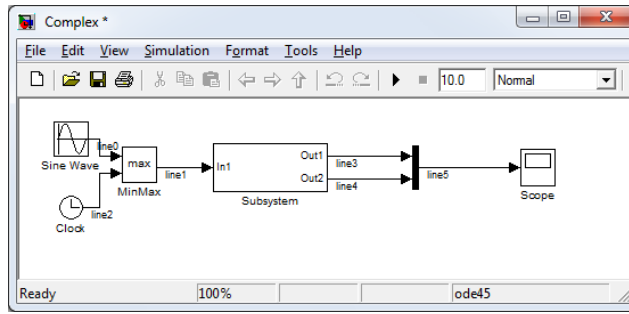 Complex *
File Edit View Simulation Format Tools Help
10.0 Normal
line0
Sine Wave
max
line1
MinMax
line2
Clock
In1
Out1
Out2
Subsystem
line3
line4
line5
Scope
Ready 100% ode45